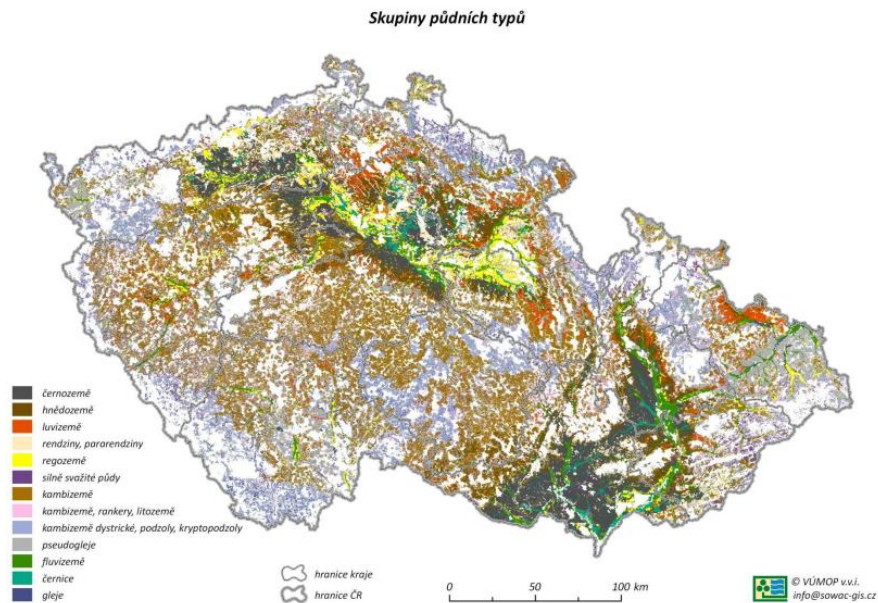 Skupiny půdních typů
černozemě
hnědozemě
luvizemě
rendziny, pararendziny
regozemě
silně svažité půdy
kambizemě
kambizemě, rankery, litozemě
kambizemě dystrické, podzoly, kryptopodzoly
pseudogleje
fluvizemě
černice
gleje
hranice kraje
hranice ČR
0 50 100 km
© VÚMOP v.v.i.
info@sowac-gis.cz